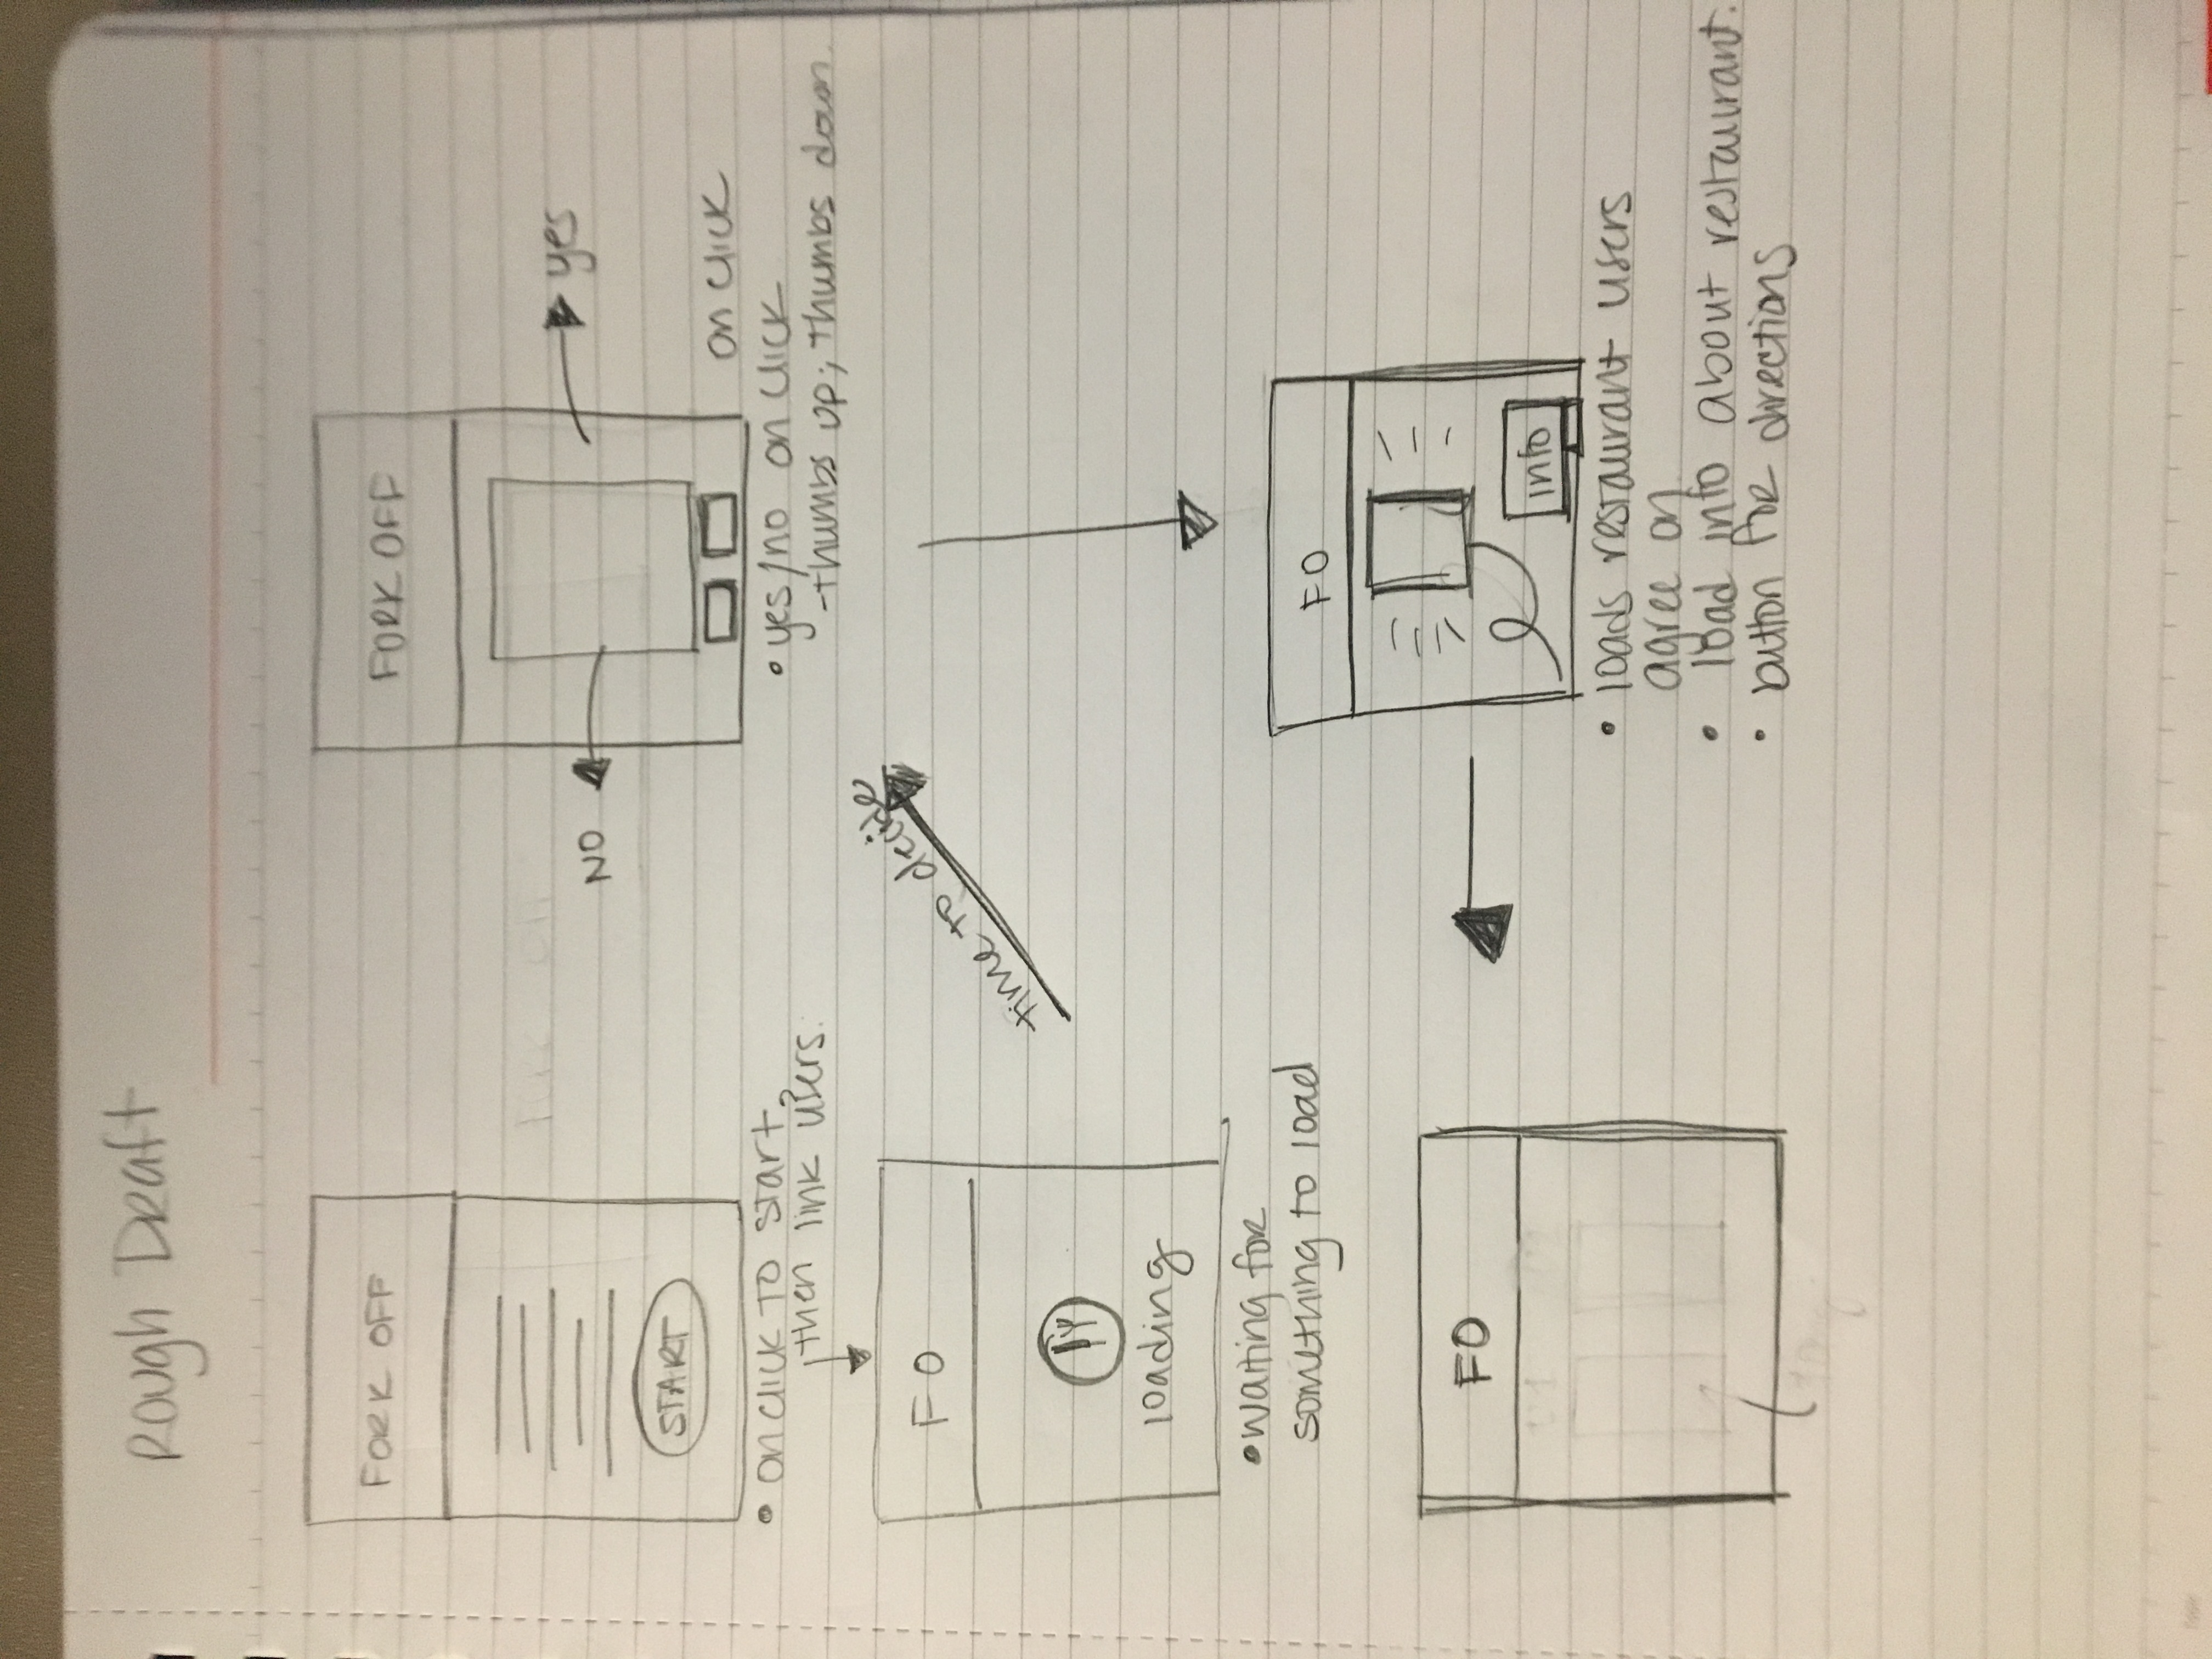 Rough Draft
FORK OFF
START
• on click to start,
then link users.
FORK OFF
NO
yes
on click
• yes/no on click
- thumbs up; thumbs down
F O
loading
• waiting for
something to load
time to decide
FO
info
• loads restaurant users
agree on
• load info about restaurant.
• button for directions
FO